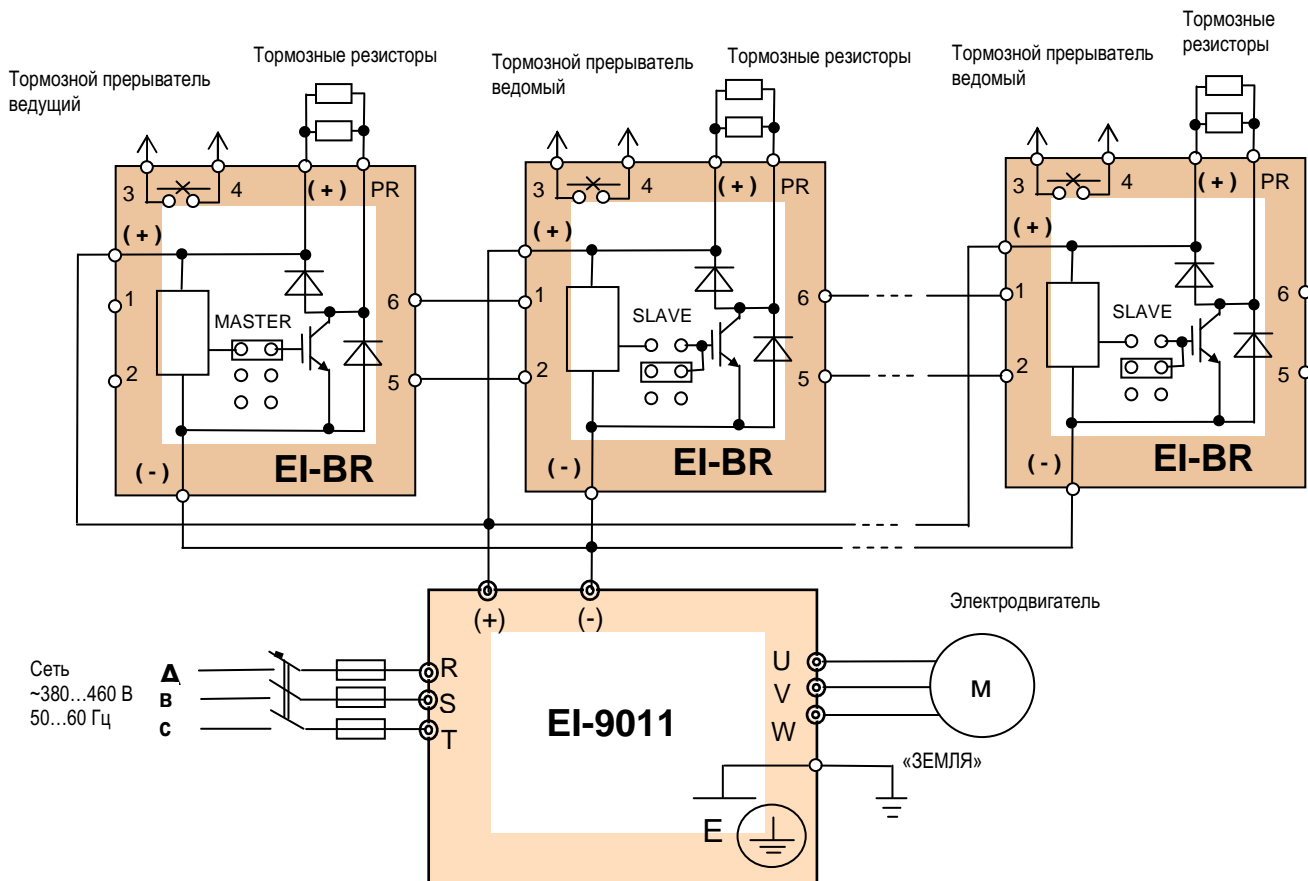 Тормозной прерыватель
ведущий
Тормозные резисторы
Тормозной прерыватель
ведомый
Тормозные резисторы
Тормозной прерыватель
ведомый
Тормозные
резисторы
3
4
(+)
PR
(+)
1
2
MASTER
6
5
(-)
EI-BR
3
4
(+)
PR
(+)
1
2
SLAVE
6
5
(-)
EI-BR
3
4
(+)
PR
(+)
1
2
SLAVE
6
5
(-)
EI-BR
(+)
(-)
Сеть
~380...460 В
50...60 Гц
A
B
C
R
S
T
EI-9011
U
V
W
E
Электродвигатель
M
«ЗЕМЛЯ»